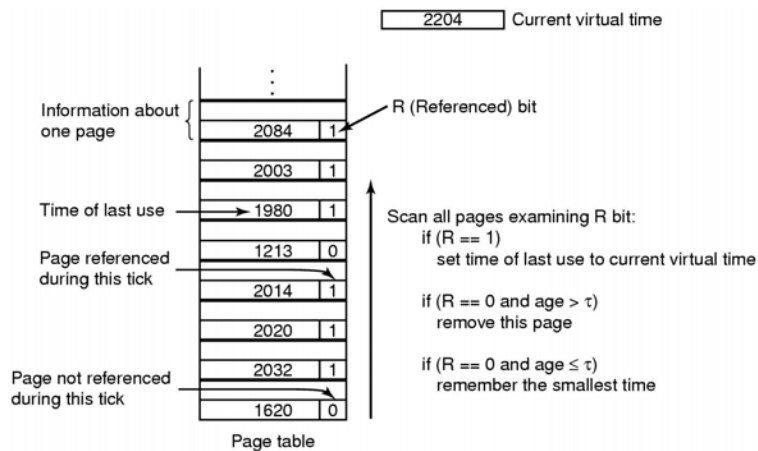 2204 Current virtual time
Information about
one page
R (Referenced) bit
2084 1
2003 1
Time of last use
1980 1
1213 0
Page referenced
during this tick
2014 1
2020 1
2032 1
Page not referenced
during this tick
1620 0
Page table
Scan all pages examining R bit:
if (R == 1)
set time of last use to current virtual time
if (R == 0 and age > τ)
remove this page
if (R == 0 and age ≤ τ)
remember the smallest time